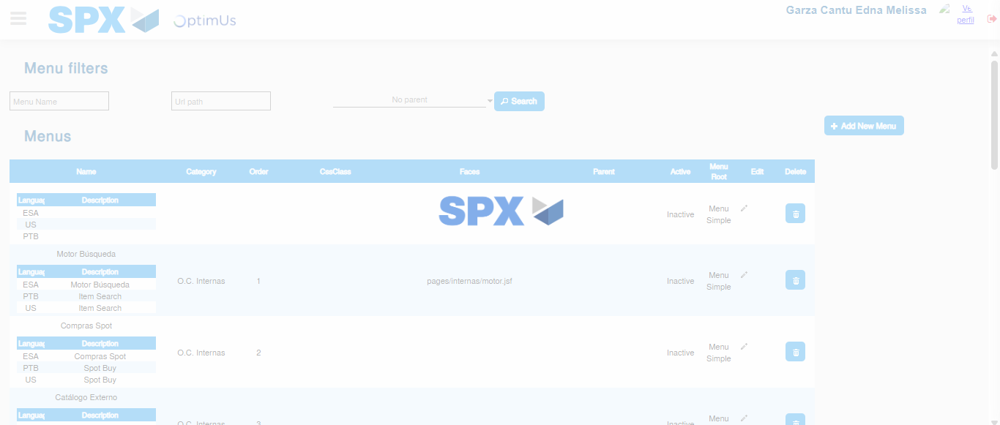 SPX OptimUs
Garza Cantu Edna Melissa
perfil
Menu filters
Menu Name
Url path
No parent
Search
Add New Menu
Menus
Name Category Order CssClass Faces Parent Active Menu Root Edit Delete
Description
ESA
US
PTB
SPX
Inactive
Menu
Simple
Motor Búsqueda
Description
ESA Motor Búsqueda
PTB Item Search
US Item Search
O.C. Internas
1
pages/internas/motor.jsf
Inactive
Menu
Simple
Compras Spot
Description
ESA Compras Spot
PTB Spot Buy
US Spot Buy
O.C. Internas
2
Inactive
Menu
Simple
Catálogo Externo
Description
O.C. Internas
3
Inactive
Menu